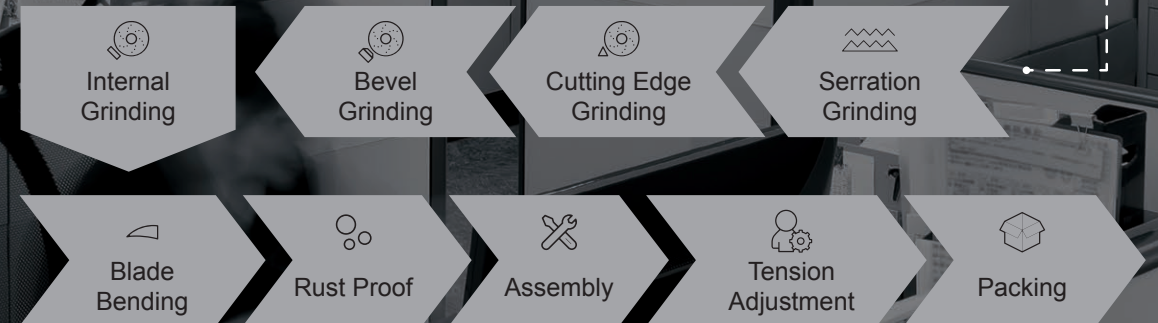 Internal
Grinding
Bevel
Grinding
Cutting Edge
Grinding
Serration
Grinding
Blade
Bending
Rust Proof
Assembly
Tension
Adjustment
Packing